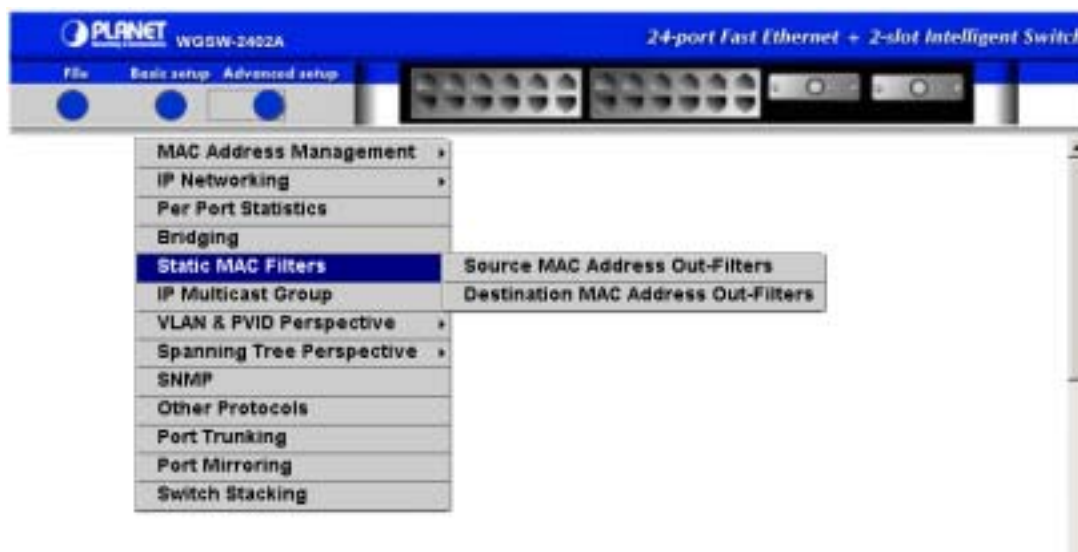 PLANET WGSW-2402A
24-port Fast Ethernet + 2-slot Intelligent Switch
File Basic setup Advanced setup
MAC Address Management
IP Networking
Per Port Statistics
Bridging
Static MAC Filters
Source MAC Address Out-Filters
IP Multicast Group
Destination MAC Address Out-Filters
VLAN & PVID Perspective
Spanning Tree Perspective
SNMP
Other Protocols
Port Trunking
Port Mirroring
Switch Stacking